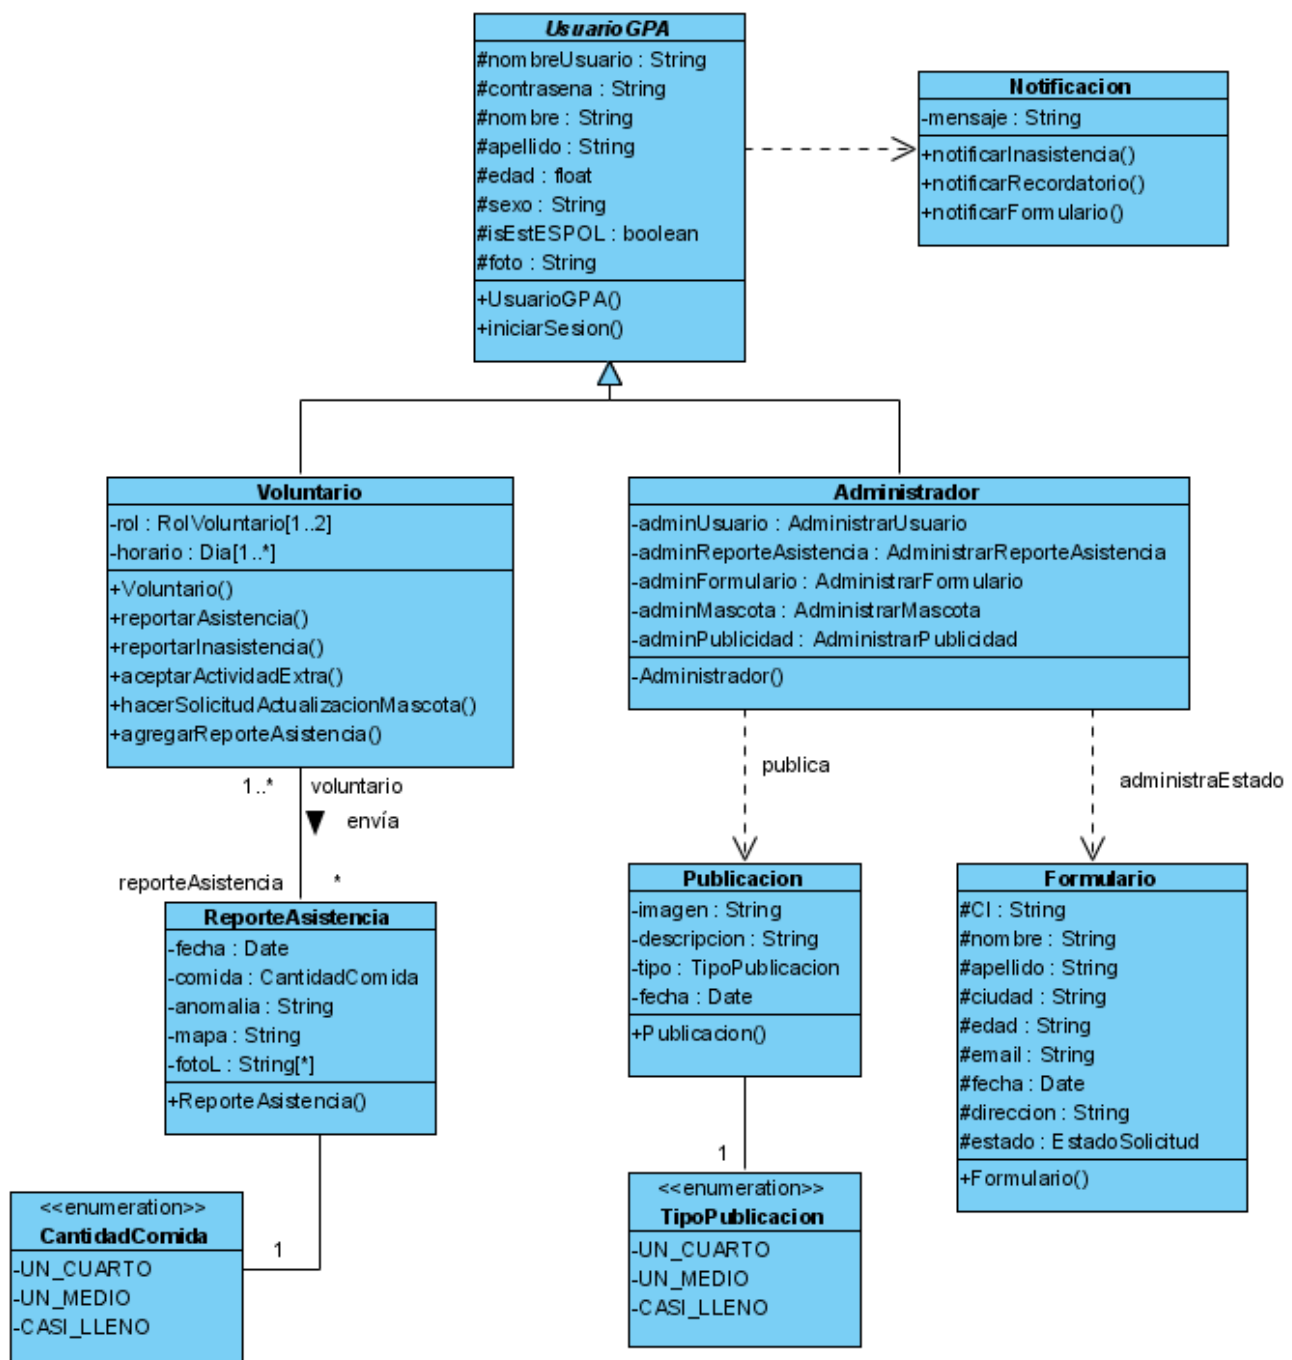 UsuarioGPA
#nombreUsuario : String
#contrasena : String
#nombre : String
#apellido : String
#edad : float
#sexo : String
#isEstESPOL : boolean
#foto : String
+UsuarioGPA()
+iniciarSesion()
Notificacion
-mensaje : String
+notificarInasistencia()
+notificarRecordatorio()
+notificarFormulario()
Voluntario
-rol : RolVoluntario[1..2]
-horario : Dia[1..*]
+Voluntario()
+reportarAsistencia()
+reportarInasistencia()
+aceptarActividadExtra()
+hacerSolicitudActualizacionMascota()
+agregarReporteAsistencia()
Administrador
-adminUsuario : AdministrarUsuario
-adminReporteAsistencia : AdministrarReporteAsistencia
-adminFormulario : AdministrarFormulario
-adminMascota : AdministrarMascota
-adminPublicidad : AdministrarPublicidad
-Administrador()
1..* voluntario
envía
reporteAsistencia *
publica
administraEstado
ReporteAsistencia
-fecha : Date
-comida : CantidadComida
-anomalia : String
-mapa : String
-fotoL : String[*]
+ReporteAsistencia()
Publicacion
-imagen : String
-descripcion : String
-tipo : TipoPublicacion
-fecha : Date
+Publicacion()
Formulario
#CI : String
#nombre : String
#apellido : String
#ciudad : String
#edad : String
#email : String
#fecha : Date
#direccion : String
#estado : EstadoSolicitud
+Formulario()
1
<<enumeration>>
CantidadComida
-UN_CUARTO
-UN_MEDIO
-CASI_LLENO
1
<<enumeration>>
TipoPublicacion
-UN_CUARTO
-UN_MEDIO
-CASI_LLENO